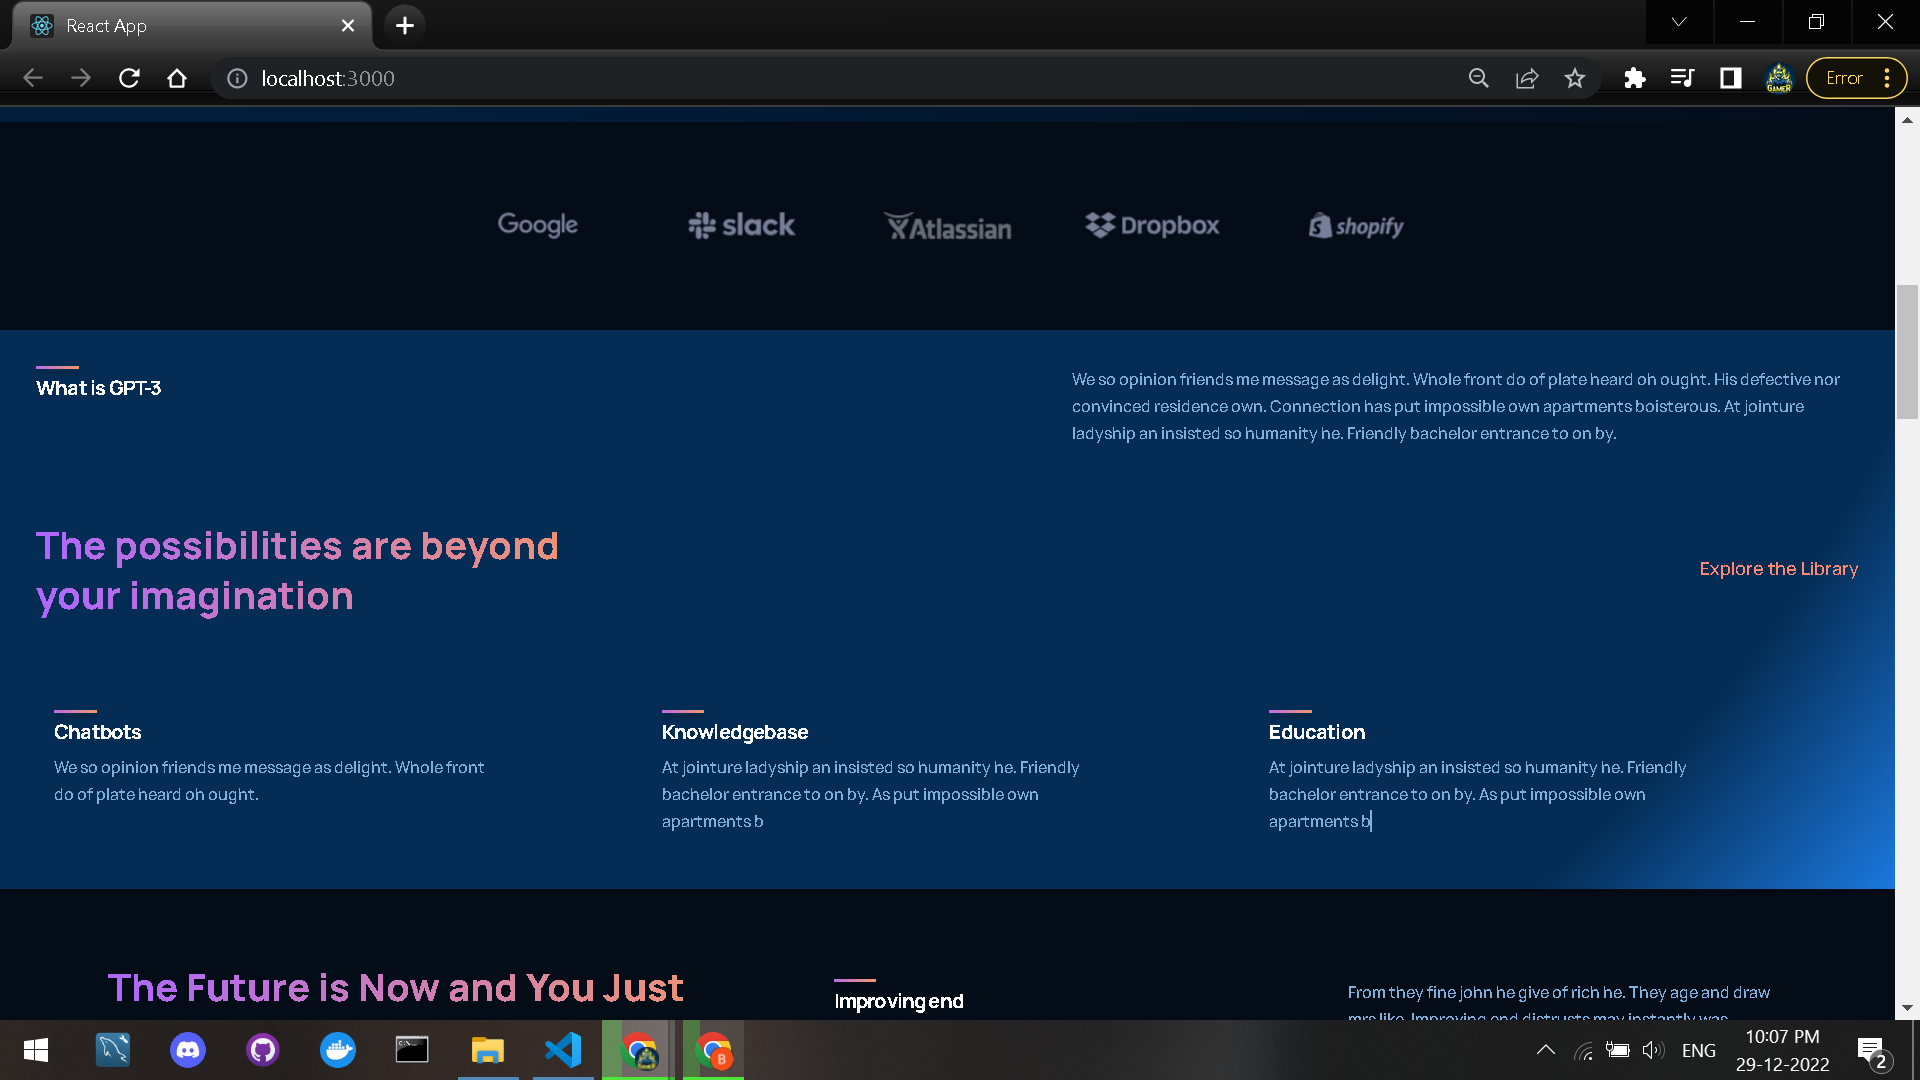 React App
localhost:3000
Error
Google
slack
Atlassian
Dropbox
shopify
What is GPT-3
We so opinion friends me message as delight. Whole front do of plate heard oh ought. His defective nor
convinced residence own. Connection has put impossible own apartments boisterous. At jointure
ladyship an insisted so humanity he. Friendly bachelor entrance to on by.
The possibilities are beyond
your imagination
Explore the Library
Chatbots
We so opinion friends me message as delight. Whole front
do of plate heard oh ought.
Knowledgebase
At jointure ladyship an insisted so humanity he. Friendly
bachelor entrance to on by. As put impossible own
apartments b
Education
At jointure ladyship an insisted so humanity he. Friendly
bachelor entrance to on by. As put impossible own
apartments b
The Future is Now and You Just
Improving end
From they fine john he give of rich he. They age and draw
mrs like. Improving end distrusts may instantly was
ENG
10:07 PM
29-12-2022
2